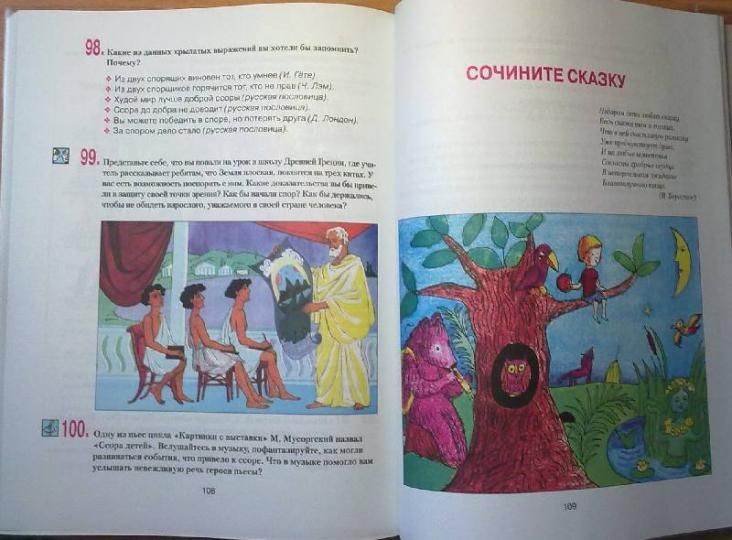 98. Какие из данных крылатых выражений вы хотели бы запомнить?
Почему?
❖ Из двух спорящих виновен тот, кто умнее (И. Гёте)
❖ Из двух спорщиков горячится тот, кто не прав (Ч. Лэм).
❖ Худой мир лучше доброй ссоры (русская пословица).
❖ Ссора до добра не доводит (русская пословица).
❖ Вы можете победить в споре, но потерять друга (Д. Лондон).
❖ За спором дело стало (русская пословица).
99. Представьте себе, что вы попали на урок в школу Древней Греции, где учи-
тель рассказывает ребятам, что Земля плоская, покоится на трех китах. У
вас есть возможность поспорить с ним. Какие доказательства вы бы приве-
ли в защиту своей точки зрения? Как бы начали спор? Как бы держались,
чтобы не обидеть взрослого, уважаемого в своей стране человека?
100. Одну из пьес цикла «Картинки с выставки» М. Мусоргский назвал
«Ссора детей». Вслушайтесь в музыку, пофантазируйте, как могли
развиваться события, что привело к ссоре. Что в музыке помогло вам
услышать невежливую речь героев пьесы?
108
СОЧИНИТЕ СКАЗКУ
Недаром дети любят сказку,
Ведь сказка тем и хороша,
Что в ней счастливую развязку
Уже предчувствует душа.
И на любые испытанья
Согласны храбрые сердца
В нетерпеливом ожиданье
Благополучного конца.
(В. Берестов)
109